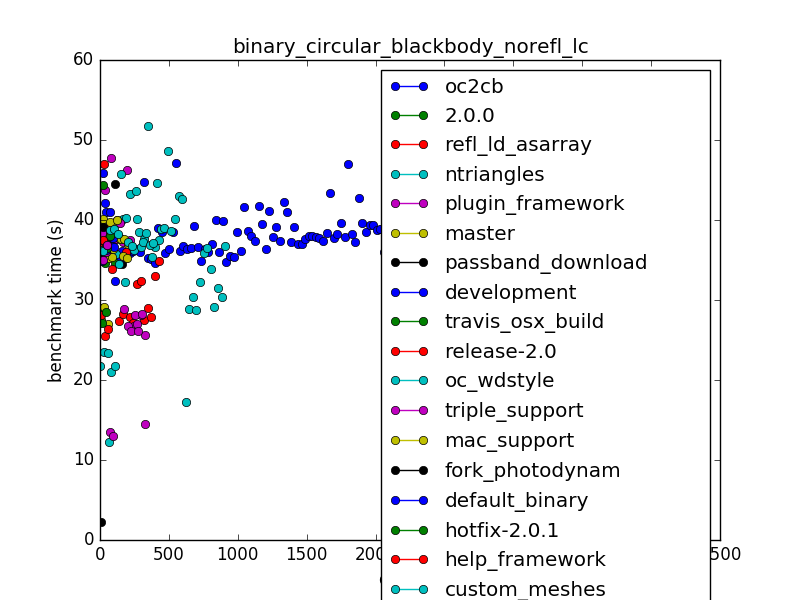 binary_circular_blackbody_norefl_lc
60
50
40
30
20
10
0
benchmark time (s)
0
500
1000
1500
oc2cb
2.0.0
refl_ld_asarray
ntriangles
plugin_framework
master
passband_download
development
travis_osx_build
release-2.0
oc_wdstyle
triple_support
mac_support
fork_photodynam
default_binary
hotfix-2.0.1
help_framework
custom_meshes